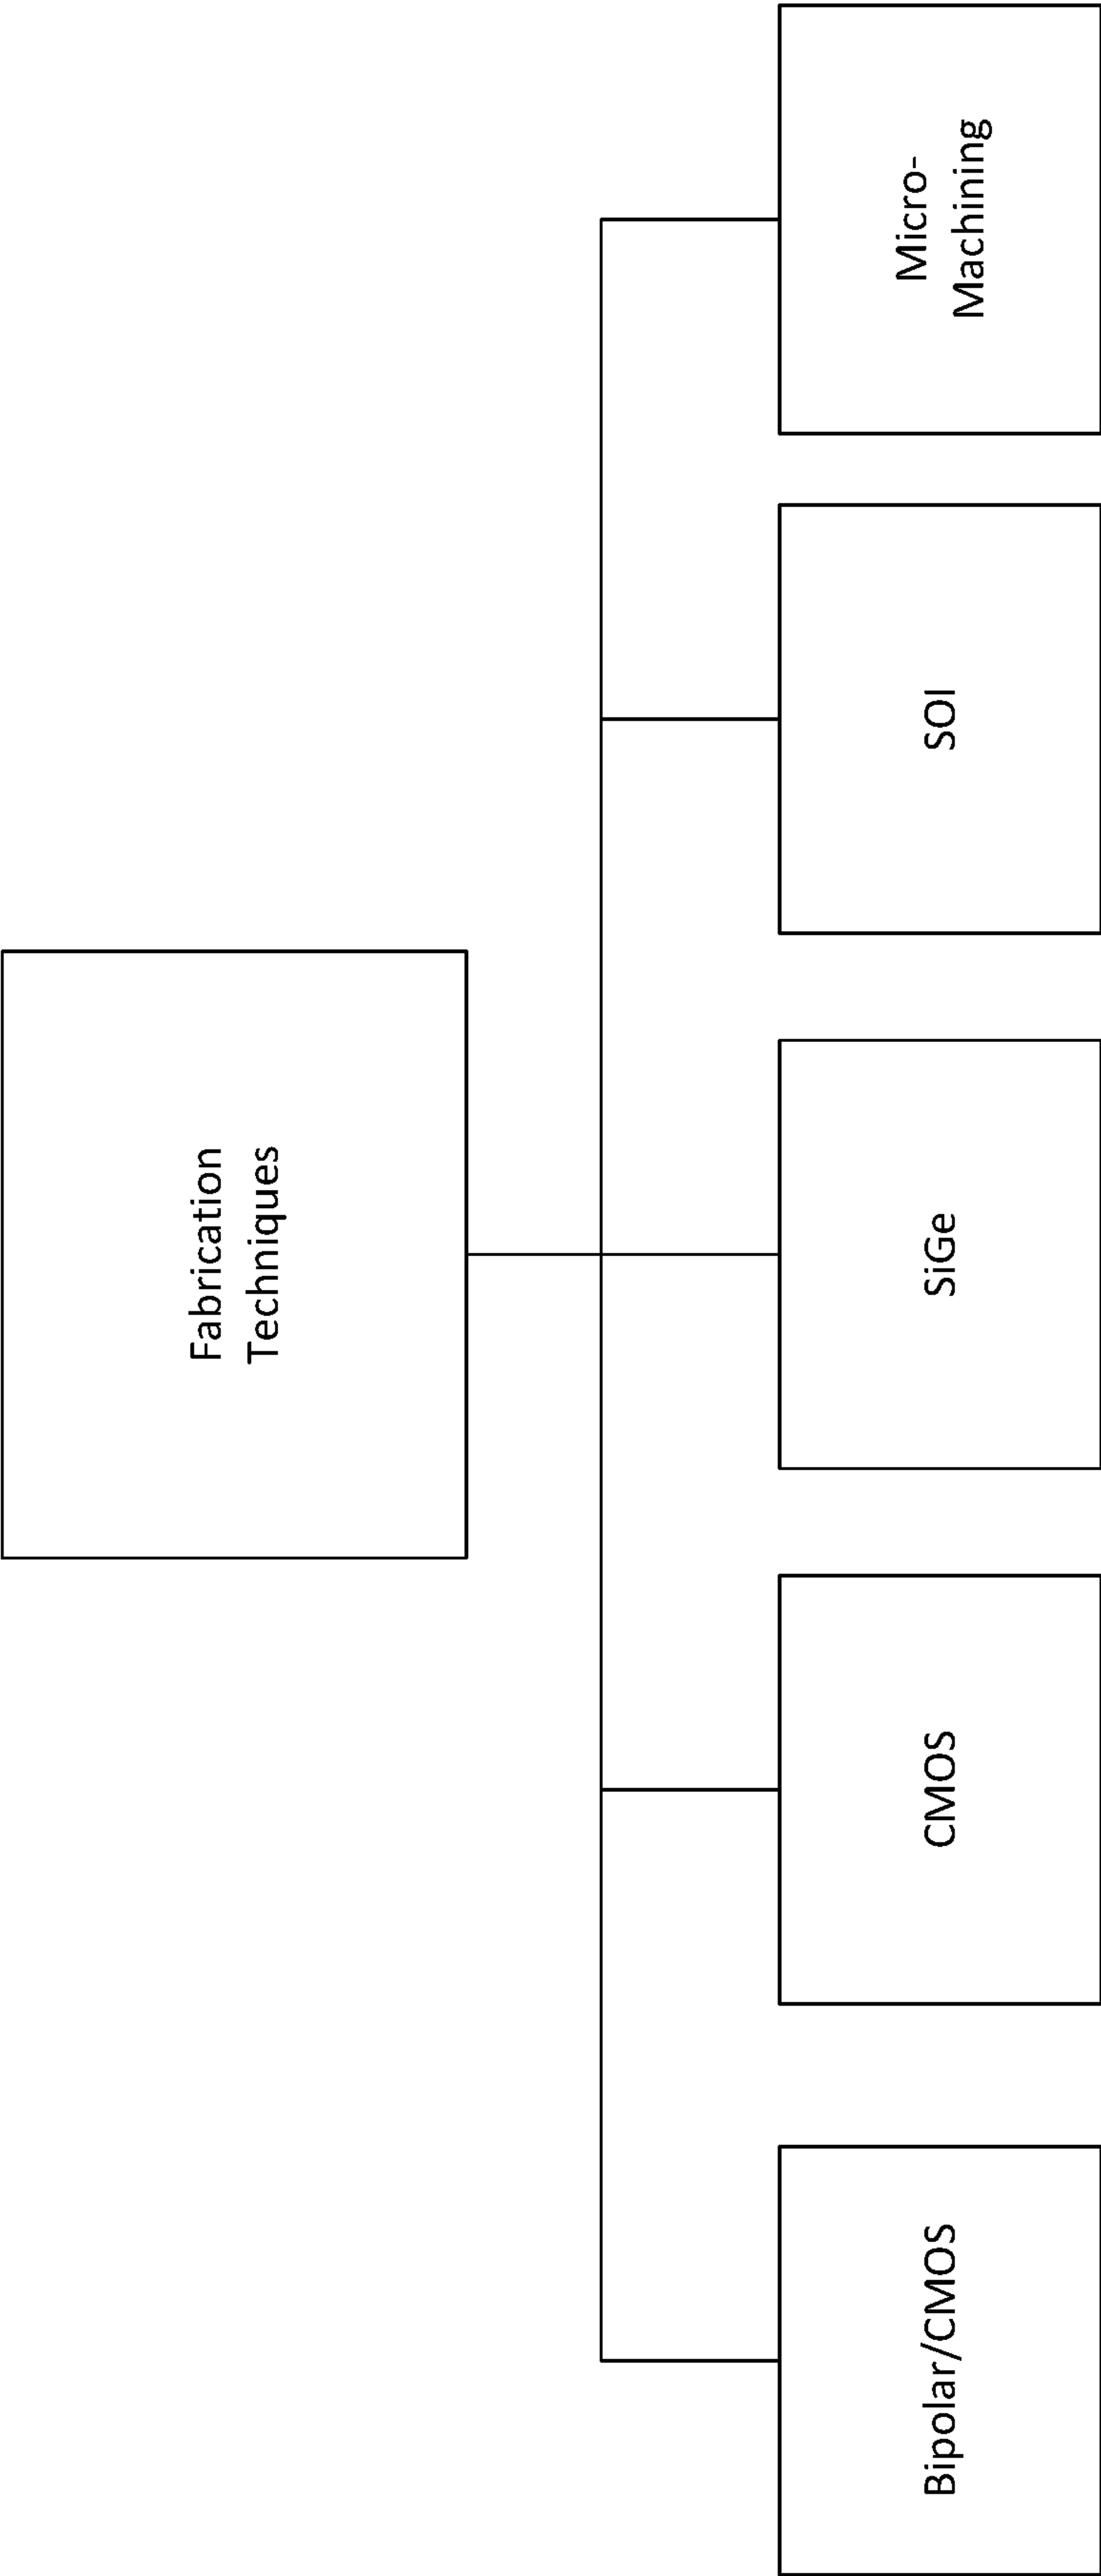 Fabrication
Techniques
Bipolar/CMOS
CMOS
SiGe
SOI
Micro-
Machining